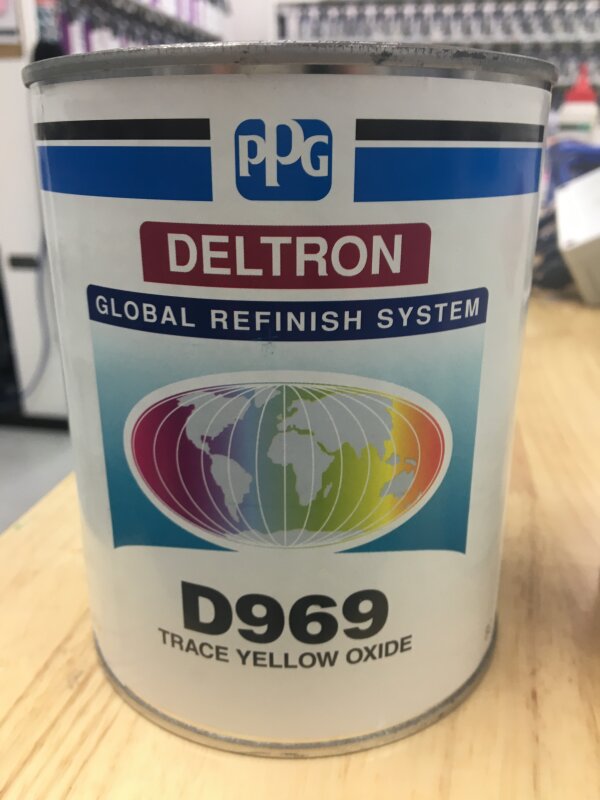 PPG
DELTRON
GLOBAL REFINISH SYSTEM
D969
TRACE YELLOW OXIDE